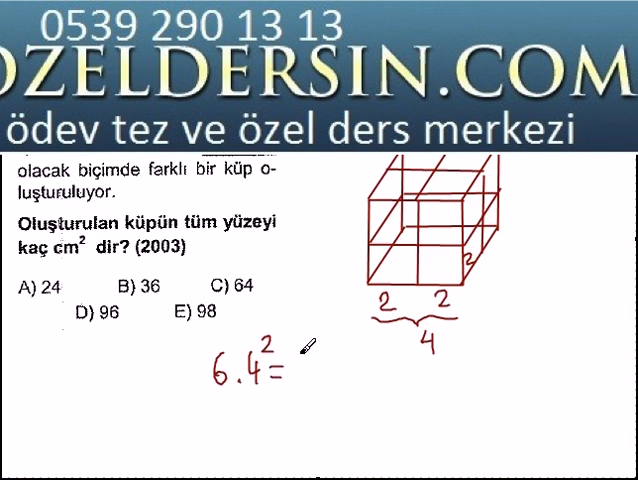 0539 290 13 13
OZELDERSIN.COM
ödev tez ve özel ders merkezi
olacak biçimde farklı bir küp o-
luşturuluyor.
Oluşturulan küpün tüm yüzeyi
kaç cm² dir? (2003)
A) 24 B) 36 C) 64
D) 96 E) 98
2
2 2
4
6.4²=